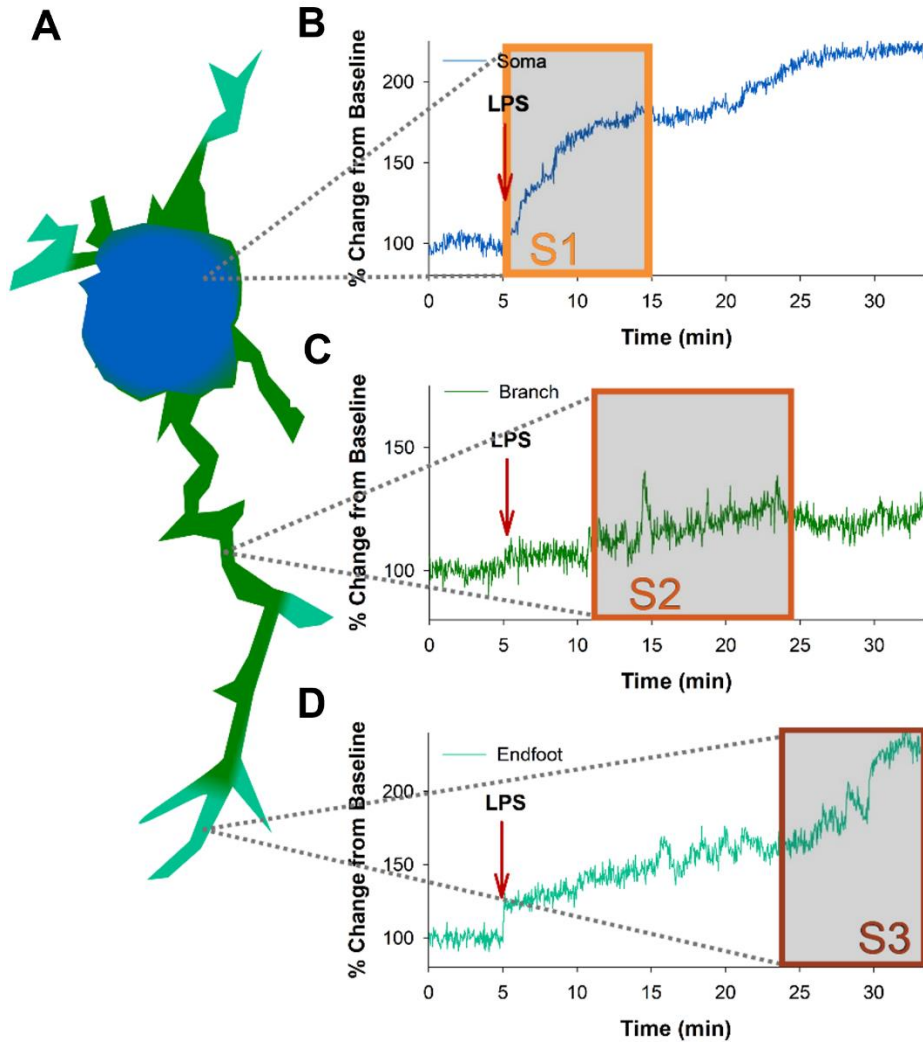 A
B
% Change from Baseline
200
150
100
Soma
LPS
S1
0 5 10 15 20 25 30
Time (min)
C
% Change from Baseline
150
100
Branch
LPS
S2
0 5 10 15 20 25 30
Time (min)
D
% Change from Baseline
200
150
100
Endfoot
LPS
S3
0 5 10 15 20 25 30
Time (min)